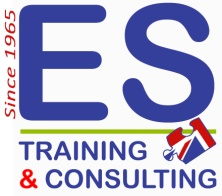 Since 1965
ES
TRAINING
& CONSULTING